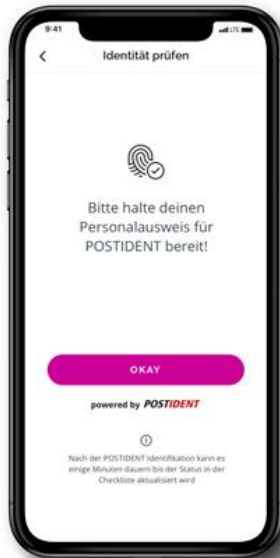 9:41
LTE
Identität prüfen
Bitte halte deinen
Personalausweis für
POSTIDENT bereit!
OKAY
powered by POSTIDENT
Nach der POSTIDENT Identifikation kann es
einige Minuten dauern bis der Status in der
Checkliste aktualisiert wird